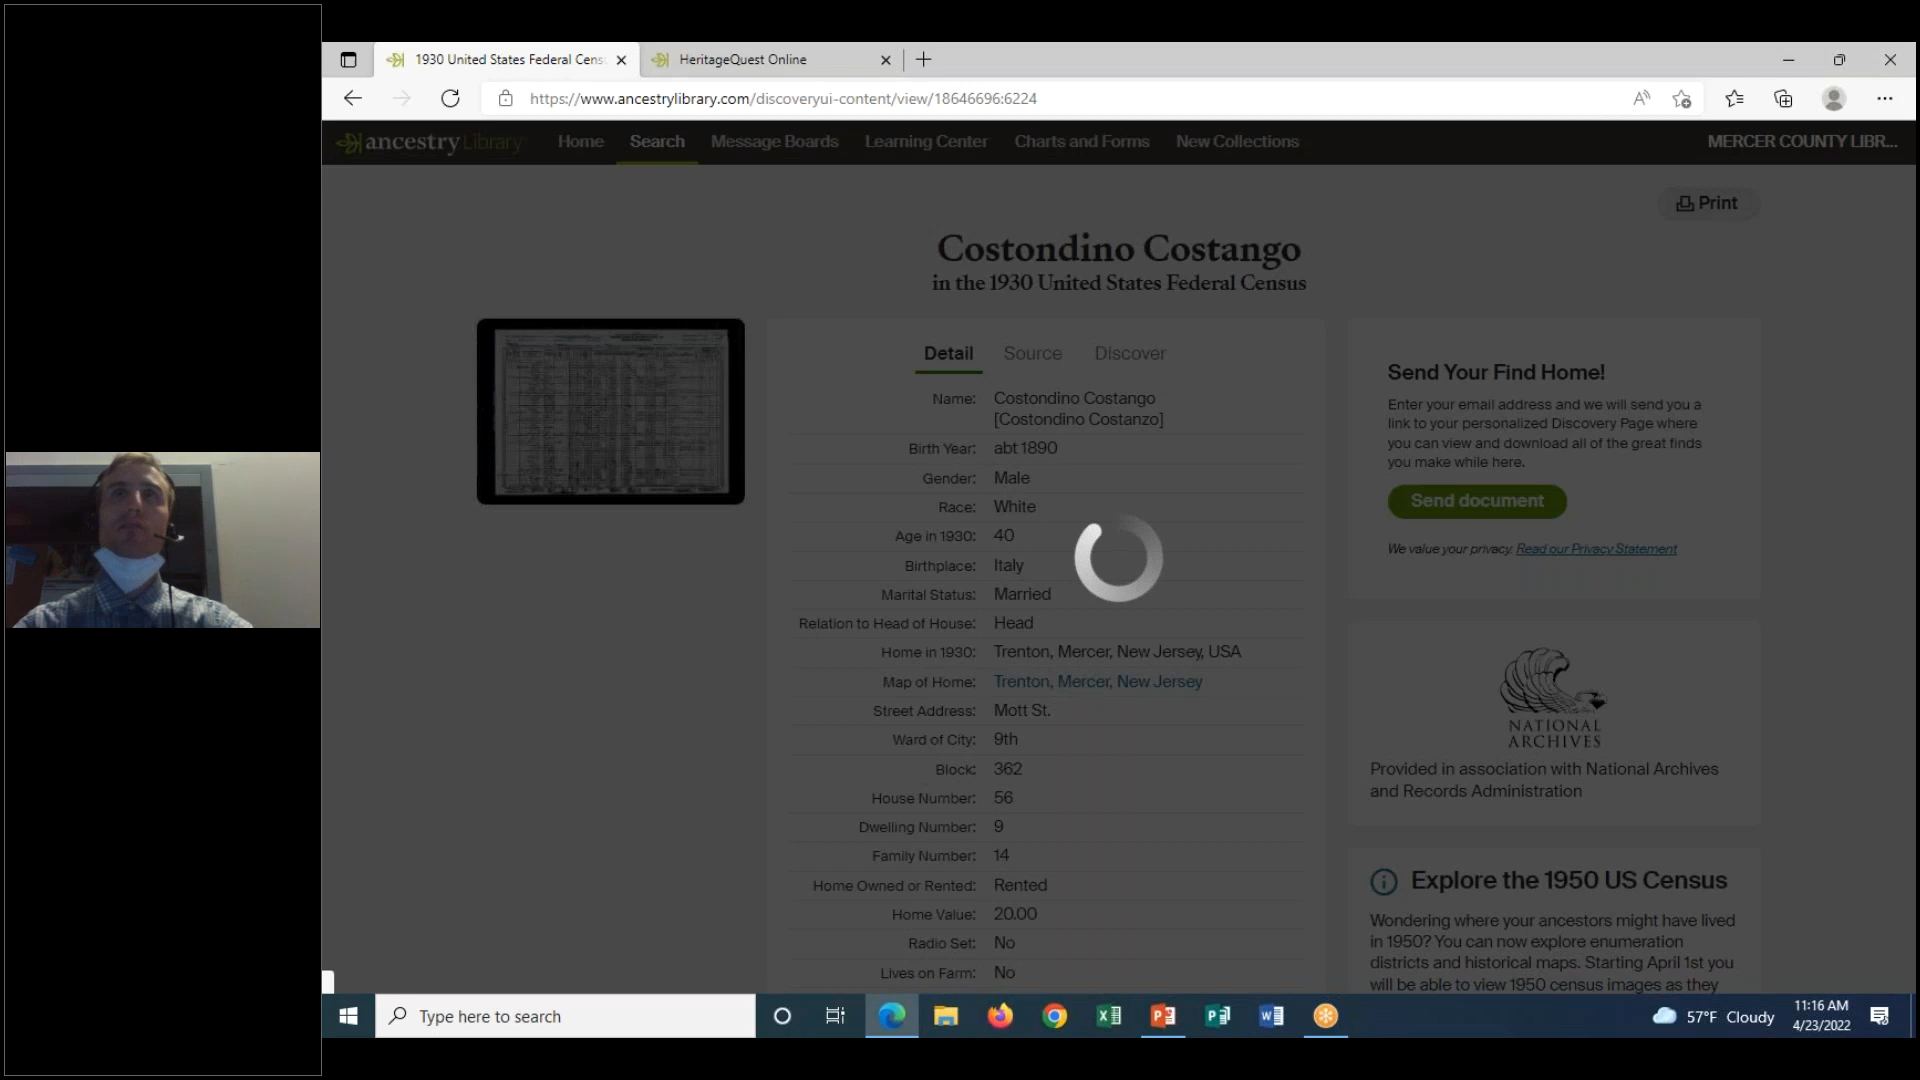 1930 United States Federal Cens
HeritageQuest Online
https://www.ancestrylibrary.com/discoveryui-content/view/18646696:6224
ancestryLibrary
Home
Search
Message Boards
Learning Center
Charts and Forms
New Collections
MERCER COUNTY LIBR...
Print
Costondino Costango
in the 1930 United States Federal Census
Detail
Source
Discover
Name: Costondino Costango
[Costondino Costanzo]
Birth Year: abt 1890
Gender: Male
Race: White
Age in 1930: 40
Birthplace: Italy
Marital Status: Married
Relation to Head of House: Head
Home in 1930: Trenton, Mercer, New Jersey, USA
Map of Home: Trenton, Mercer, New Jersey
Street Address: Mott St.
Ward of City: 9th
Block: 362
House Number: 56
Dwelling Number: 9
Family Number: 14
Home Owned or Rented: Rented
Home Value: 20.00
Radio Set: No
Lives on Farm: No
Send Your Find Home!
Enter your email address and we will send you a
link to your personalized Discovery Page where
you can view and download all of the great finds
you make while here.
Send document
We value your privacy. Read our Privacy Statement
NATIONAL
ARCHIVES
Provided in association with National Archives
and Records Administration
Explore the 1950 US Census
Wondering where your ancestors might have lived
in 1950? You can now explore enumeration
districts and historical maps. Starting April 1st you
will be able to view 1950 census images as they
Type here to search
57°F Cloudy
11:16 AM
4/23/2022